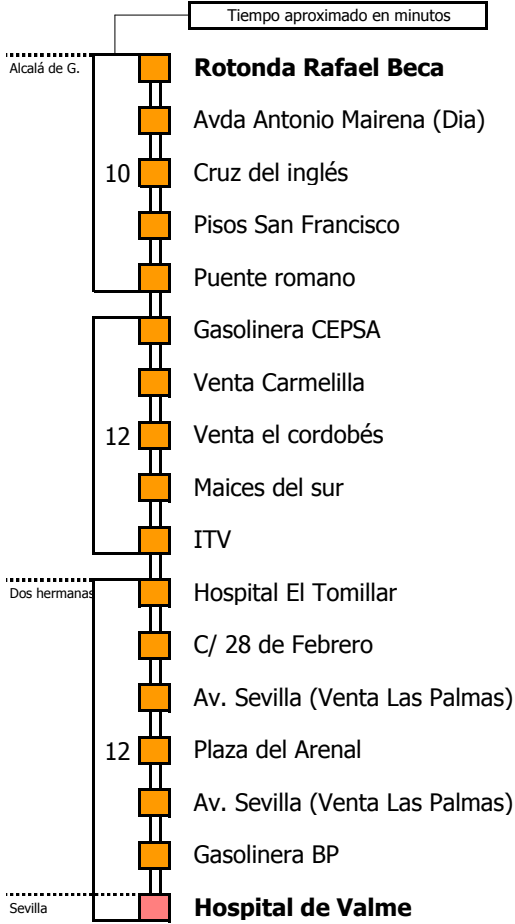 Tiempo aproximado en minutos
Alcalá de G.
Rotonda Rafael Beca
Avda Antonio Mairena (Dia)
10 Cruz del inglés
Pisos San Francisco
Puente romano
Gasolinera CEPSA
Venta Carmelilla
12 Venta el cordobés
Maices del sur
ITV
Dos hermanas
Hospital El Tomillar
C/ 28 de Febrero
Av. Sevilla (Venta Las Palmas)
12 Plaza del Arenal
Av. Sevilla (Venta Las Palmas)
Gasolinera BP
Sevilla
Hospital de Valme